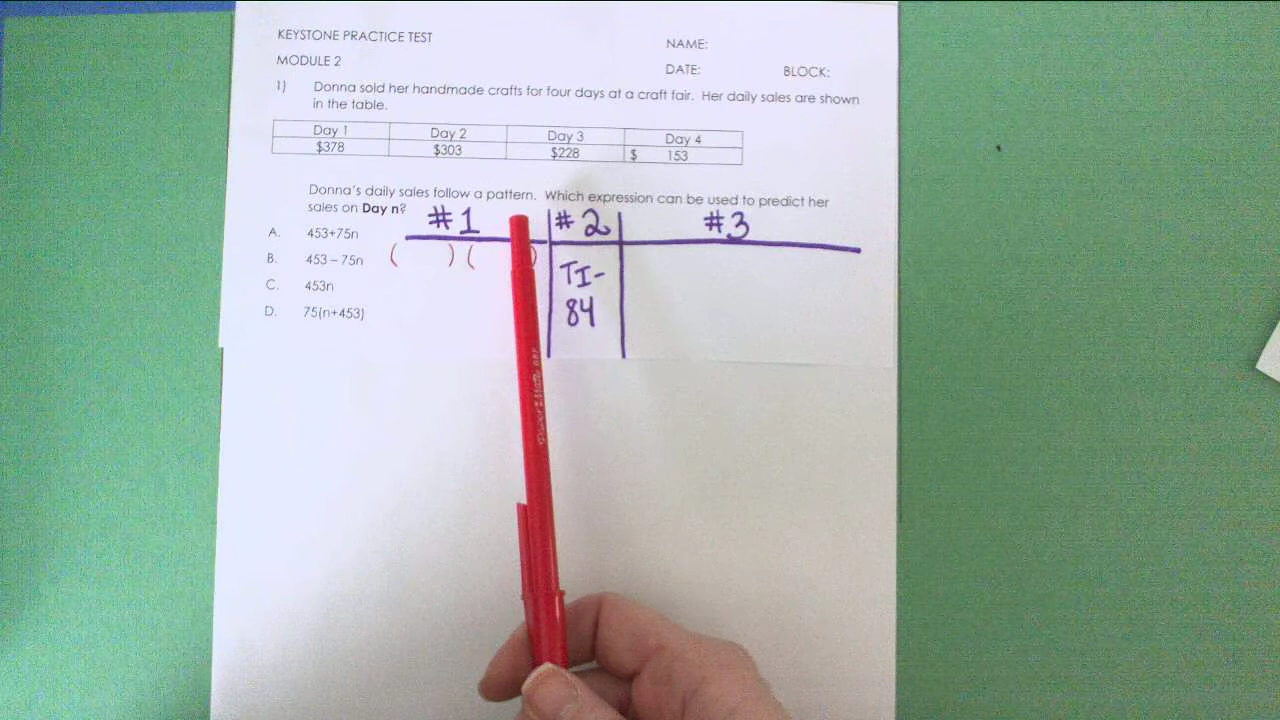 KEYSTONE PRACTICE TEST
NAME:
MODULE 2
DATE: BLOCK:
1) Donna sold her handmade crafts for four days at a craft fair. Her daily sales are shown
in the table.
Day 1 Day 2 Day 3 Day 4
$378 $303 $228 $ 153
Donna's daily sales follow a pattern. Which expression can be used to predict her
sales on Day n?
#1 #2 #3
A. 453+75n
B. 453 – 75n ( ) ( )
TI-
84
C. 453n
D. 75(n+453)